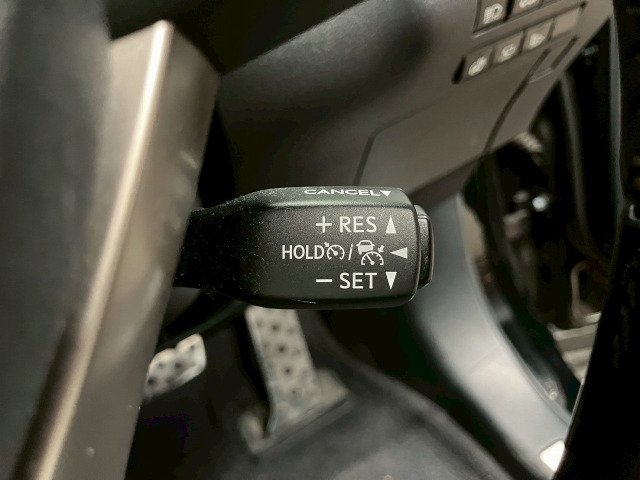 CANCEL▼
+ RES ▲
HOLD / ◀
− SET ▼